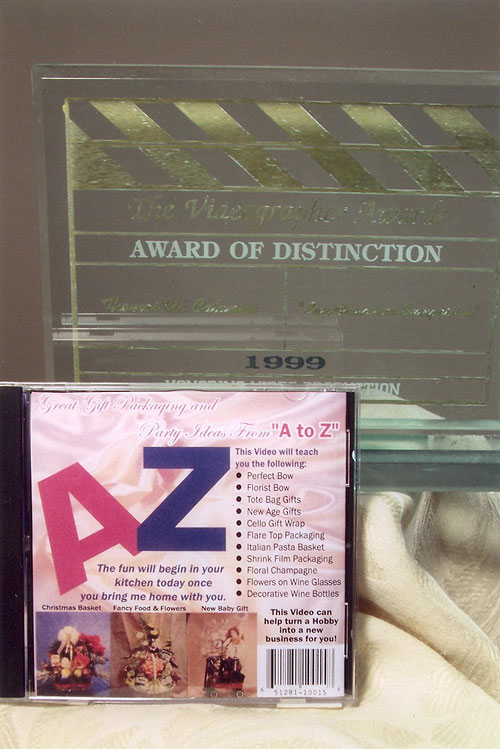 The Videographer Awards
AWARD OF DISTINCTION
1999
Great Gift Packaging and
Party Ideas From "A to Z"
This Video will teach
you the following:
● Perfect Bow
● Florist Bow
● Tote Bag Gifts
● New Age Gifts
● Cello Gift Wrap
● Flare Top Packaging
● Italian Pasta Basket
● Shrink Film Packaging
● Floral Champagne
● Flowers on Wine Glasses
● Decorative Wine Bottles
A Z
The fun will begin in your
kitchen today once
you bring me home with you.
Christmas Basket Fancy Food & Flowers New Baby Gift
This Video can
help turn a Hobby
into a new
business for you!
6 51281-10015 8